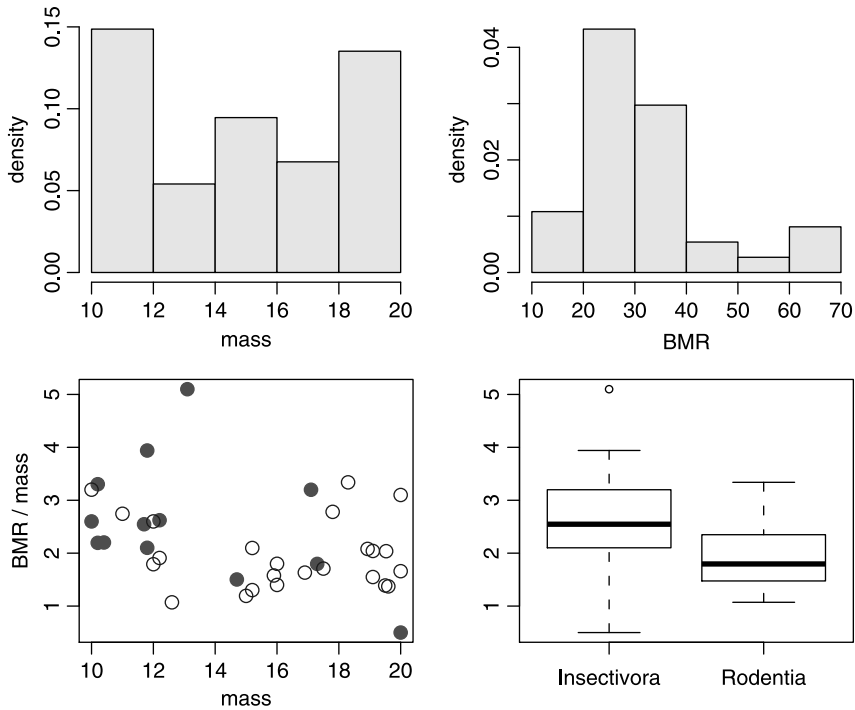 density
0.00 0.05 0.10 0.15
10 12 14 16 18 20
mass
density
0.00 0.02 0.04
10 20 30 40 50 60 70
BMR
BMR / mass
1 2 3 4 5
10 12 14 16 18 20
mass
1 2 3 4 5
Insectivora Rodentia